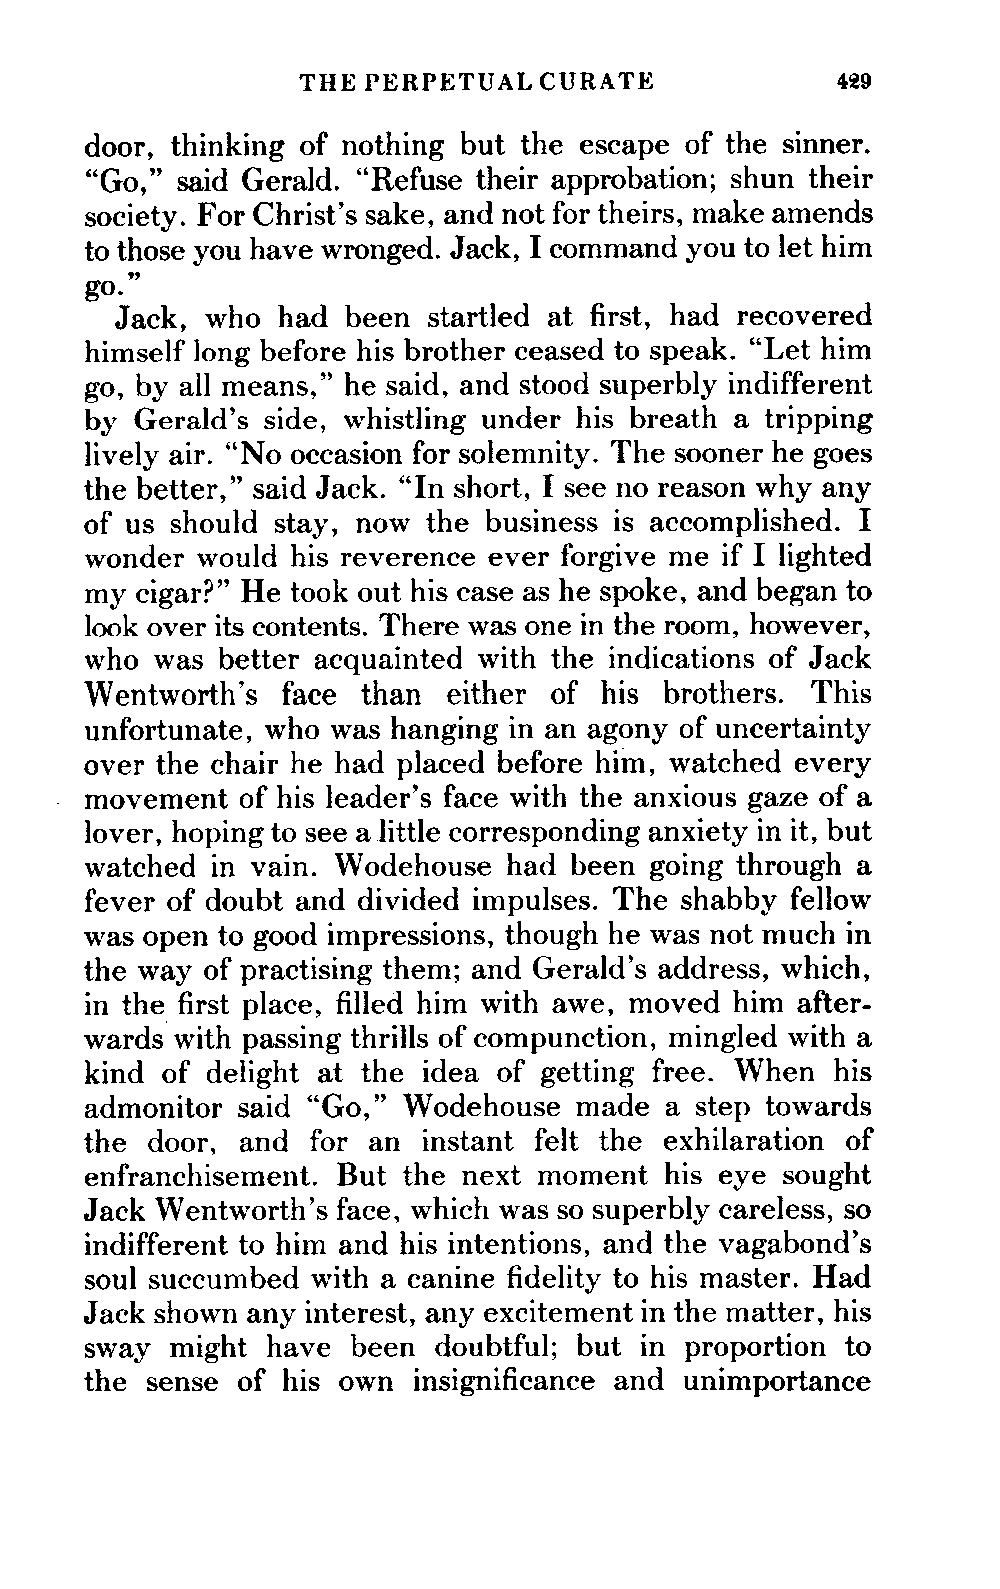 THE PERPETUAL CURATE 429
door, thinking of nothing but the escape of the sinner.
“Go,” said Gerald. “Refuse their approbation; shun their
society. For Christ’s sake, and not for theirs, make amends
to those you have wronged. Jack, I command you to let him
go.”
Jack, who had been startled at first, had recovered
himself long before his brother ceased to speak. “Let him
go, by all means,” he said, and stood superbly indifferent
by Gerald’s side, whistling under his breath a tripping
lively air. “No occasion for solemnity. The sooner he goes
the better,” said Jack. “In short, I see no reason why any
of us should stay, now the business is accomplished. I
wonder would his reverence ever forgive me if I lighted
my cigar?” He took out his case as he spoke, and began to
look over its contents. There was one in the room, however,
who was better acquainted with the indications of Jack
Wentworth’s face than either of his brothers. This
unfortunate, who was hanging in an agony of uncertainty
over the chair he had placed before him, watched every
movement of his leader’s face with the anxious gaze of a
lover, hoping to see a little corresponding anxiety in it, but
watched in vain. Wodehouse had been going through a
fever of doubt and divided impulses. The shabby fellow
was open to good impressions, though he was not much in
the way of practising them; and Gerald’s address, which,
in the first place, filled him with awe, moved him after-
wards with passing thrills of compunction, mingled with a
kind of delight at the idea of getting free. When his
admonitor said “Go,” Wodehouse made a step towards
the door, and for an instant felt the exhilaration of
enfranchisement. But the next moment his eye sought
Jack Wentworth’s face, which was so superbly careless, so
indifferent to him and his intentions, and the vagabond’s
soul succumbed with a canine fidelity to his master. Had
Jack shown any interest, any excitement in the matter, his
sway might have been doubtful; but in proportion to
the sense of his own insignificance and unimportance